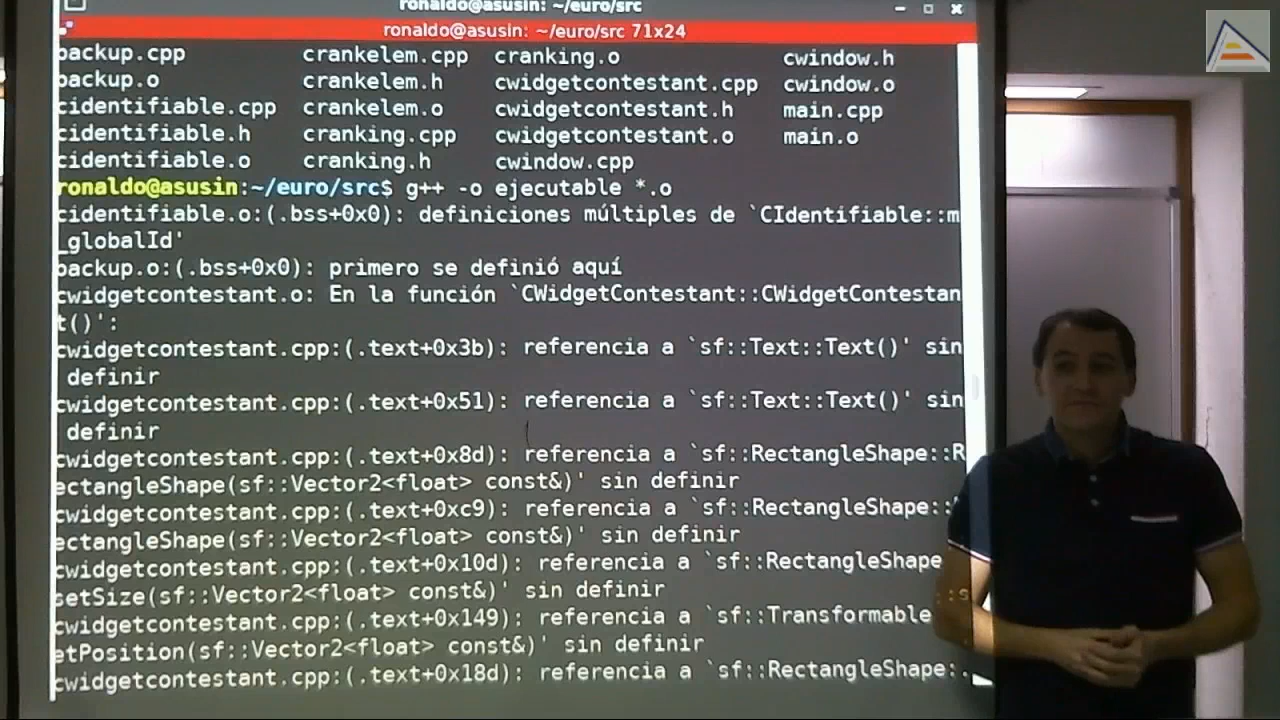 ronaldo@asusin: ~/euro/src
ronaldo@asusin: ~/euro/src 71x24
backup.cpp crankelem.cpp cranking.o cwindow.h
backup.o crankelem.h cwidgetcontestant.cpp cwindow.o
cidentifiable.cpp crankelem.o cwidgetcontestant.h main.cpp
cidentifiable.h cranking.cpp cwidgetcontestant.o main.o
cidentifiable.o cranking.h cwindow.cpp
ronaldo@asusin:~/euro/src$ g++ -o ejecutable *.o
cidentifiable.o:(.bss+0x0): definiciones múltiples de `CIdentifiable::m
_globalId'
backup.o:(.bss+0x0): primero se definió aquí
cwidgetcontestant.o: En la función `CWidgetContestant::CWidgetContestan
t()':
cwidgetcontestant.cpp:(.text+0x3b): referencia a `sf::Text::Text()' sin
definir
cwidgetcontestant.cpp:(.text+0x51): referencia a `sf::Text::Text()' sin
definir
cwidgetcontestant.cpp:(.text+0x8d): referencia a `sf::RectangleShape::R
ectangleShape(sf::Vector2<float> const&)' sin definir
cwidgetcontestant.cpp:(.text+0xc9): referencia a `sf::RectangleShape::
ectangleShape(sf::Vector2<float> const&)' sin definir
cwidgetcontestant.cpp:(.text+0x10d): referencia a `sf::RectangleShape
setSize(sf::Vector2<float> const&)' sin definir
cwidgetcontestant.cpp:(.text+0x149): referencia a `sf::Transformable
etPosition(sf::Vector2<float> const&)' sin definir
cwidgetcontestant.cpp:(.text+0x18d): referencia a `sf::RectangleShape: